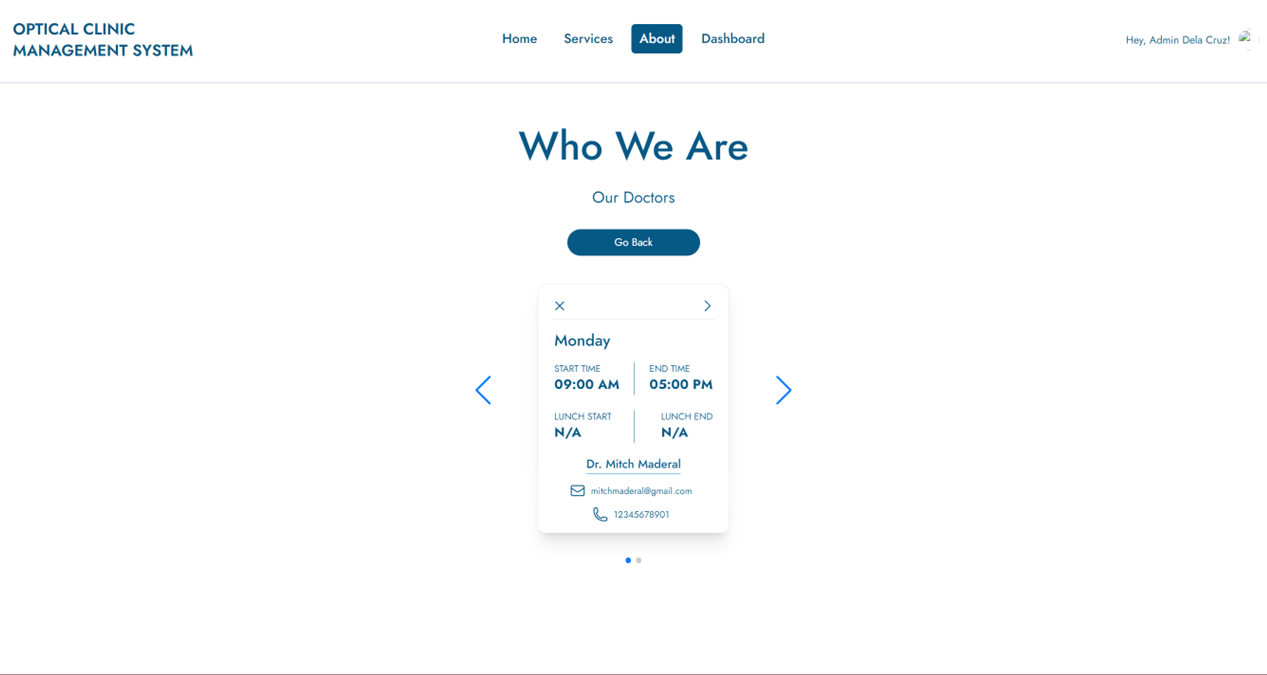 OPTICAL CLINIC
MANAGEMENT SYSTEM
Home Services About Dashboard
Hey, Admin Dela Cruz!
Who We Are
Our Doctors
Go Back
Monday
START TIME END TIME
09:00 AM 05:00 PM
LUNCH START LUNCH END
N/A N/A
Dr. Mitch Maderal
mitchmaderal@gmail.com
12345678901